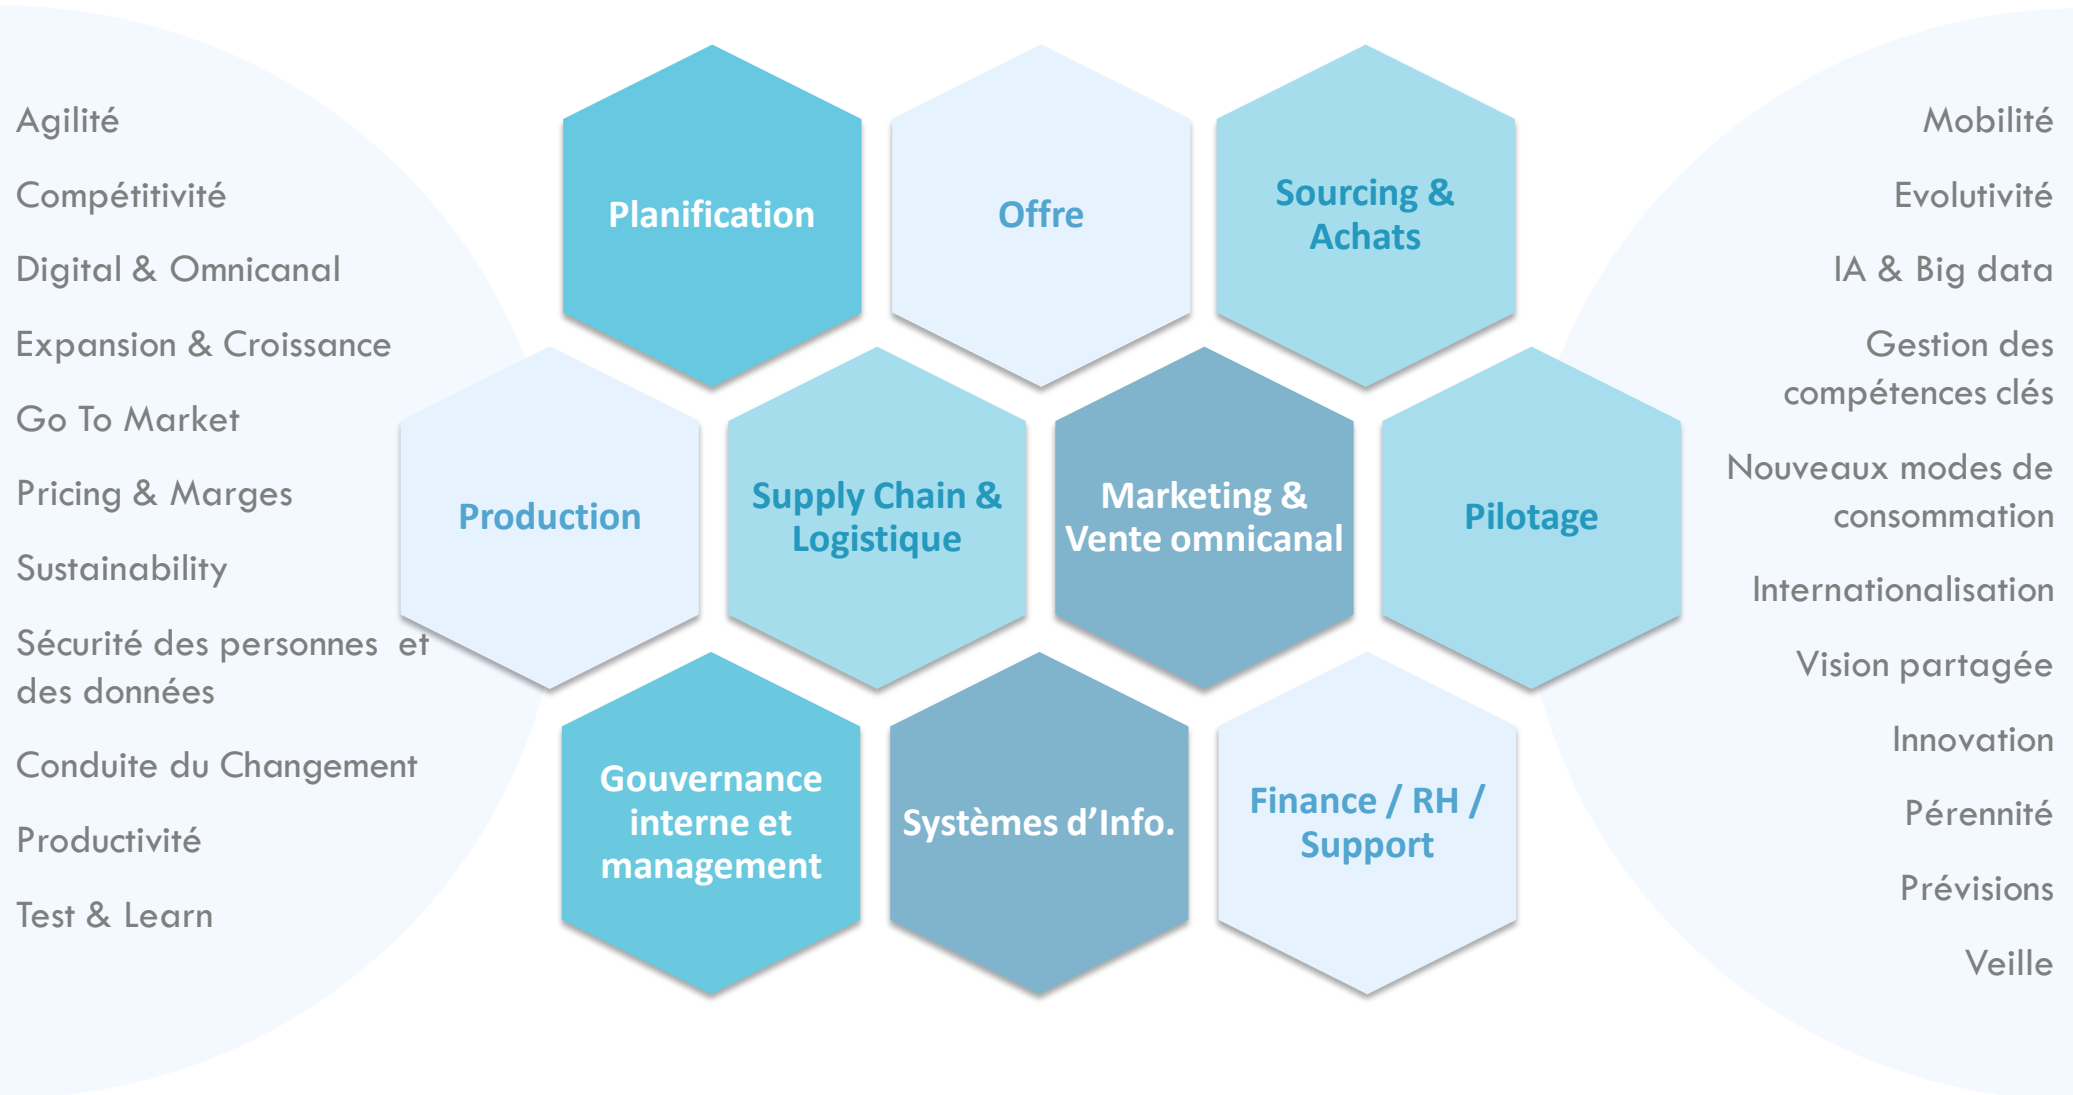 Agilité
Compétitivité
Digital & Omnicanal
Expansion & Croissance
Go To Market
Pricing & Marges
Sustainability
Sécurité des personnes et
des données
Conduite du Changement
Productivité
Test & Learn
Planification
Offre
Sourcing &
Achats
Production
Supply Chain &
Logistique
Marketing &
Vente omnicanal
Pilotage
Gouvernance
interne et
management
Systèmes d’Info.
Finance / RH /
Support
Mobilité
Evolutivité
IA & Big data
Gestion des
compétences clés
Nouveaux modes de
consommation
Internationalisation
Vision partagée
Innovation
Pérennité
Prévisions
Veille